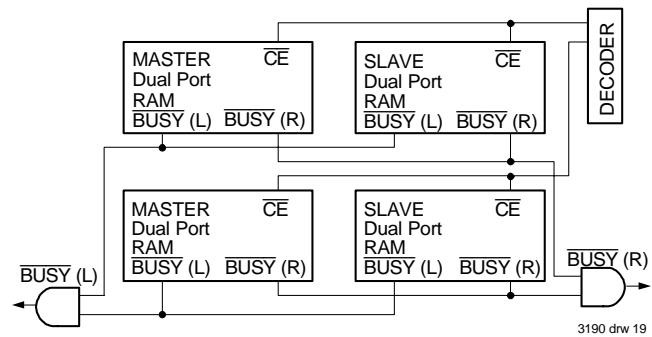 MASTER
Dual Port
RAM
CE
BUSY (L) BUSY (R)
SLAVE
Dual Port
RAM
CE
BUSY (L) BUSY (R)
DECODER
MASTER
Dual Port
RAM
CE
BUSY (L) BUSY (R)
SLAVE
Dual Port
RAM
CE
BUSY (L) BUSY (R)
BUSY (L)
BUSY (R)
3190 drw 19